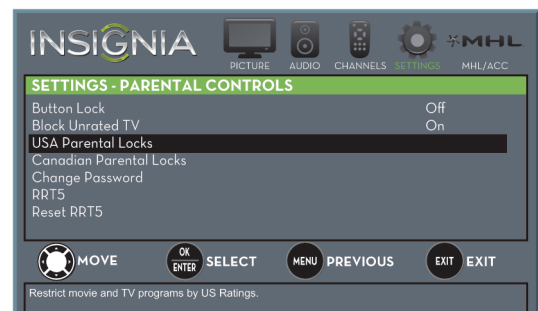 INSIGNIA
PICTURE AUDIO CHANNELS SETTINGS MHL MHL/ACC
SETTINGS - PARENTAL CONTROLS
Button Lock Off
Block Unrated TV On
USA Parental Locks
Canadian Parental Locks
Change Password
RRT5
Reset RRT5
MOVE OK ENTER SELECT MENU PREVIOUS EXIT EXIT
Restrict movie and TV programs by US Ratings.